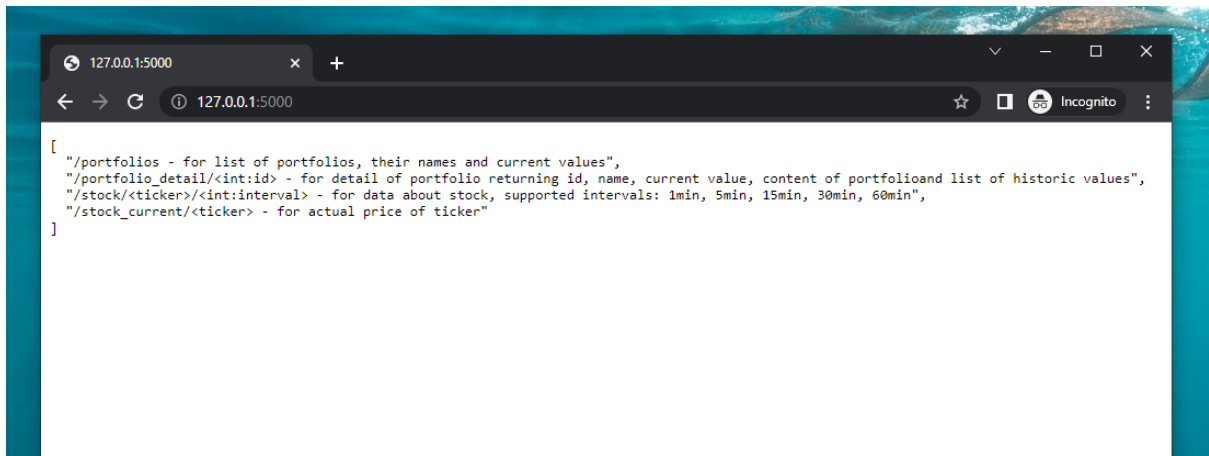 127.0.0.1:5000
127.0.0.1:5000 Incognito
[
"/portfolios - for list of portfolios, their names and current values",
"/portfolio_detail/<int:id> - for detail of portfolio returning id, name, current value, content of portfolioand list of historic values",
"/stock/<ticker>/<int:interval> - for data about stock, supported intervals: 1min, 5min, 15min, 30min, 60min",
"/stock_current/<ticker> - for actual price of ticker"
]